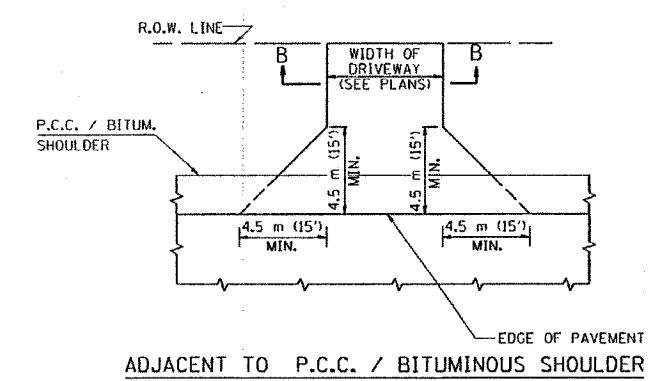 R.O.W. LINE
B
WIDTH OF
DRIVEWAY
(SEE PLANS)
B
P.C.C. / BITUM.
SHOULDER
4.5 m (15')
MIN.
4.5 m (15')
MIN.
4.5 m (15')
MIN.
4.5 m (15')
MIN.
EDGE OF PAVEMENT
ADJACENT TO P.C.C. / BITUMINOUS SHOULDER